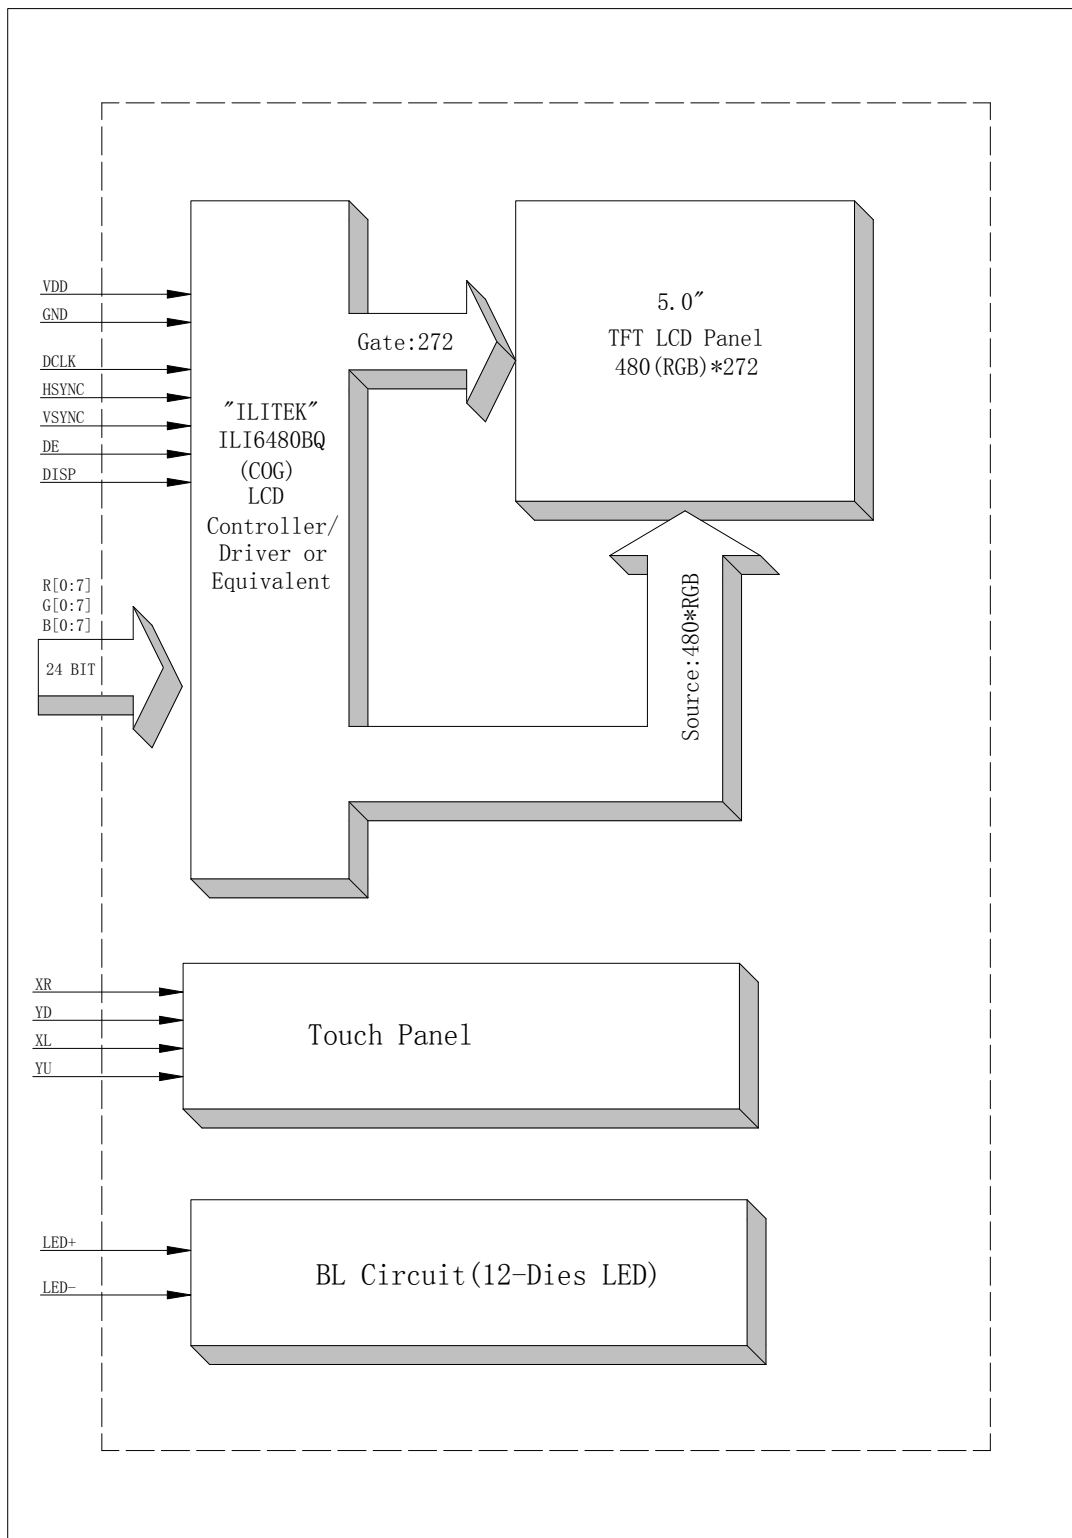 VDD
GND
DCLK
HSYNC
VSYNC
DE
DISP
R[0:7]
G[0:7]
B[0:7]
24 BIT
"ILITEK"
ILI6480BQ
(COG)
LCD
Controller/
Driver or
Equivalent
Gate:272
5.0"
TFT LCD Panel
480(RGB)*272
Source:480*RGB
XR
YD
XL
YU
Touch Panel
LED+
LED-
BL Circuit(12-Dies LED)